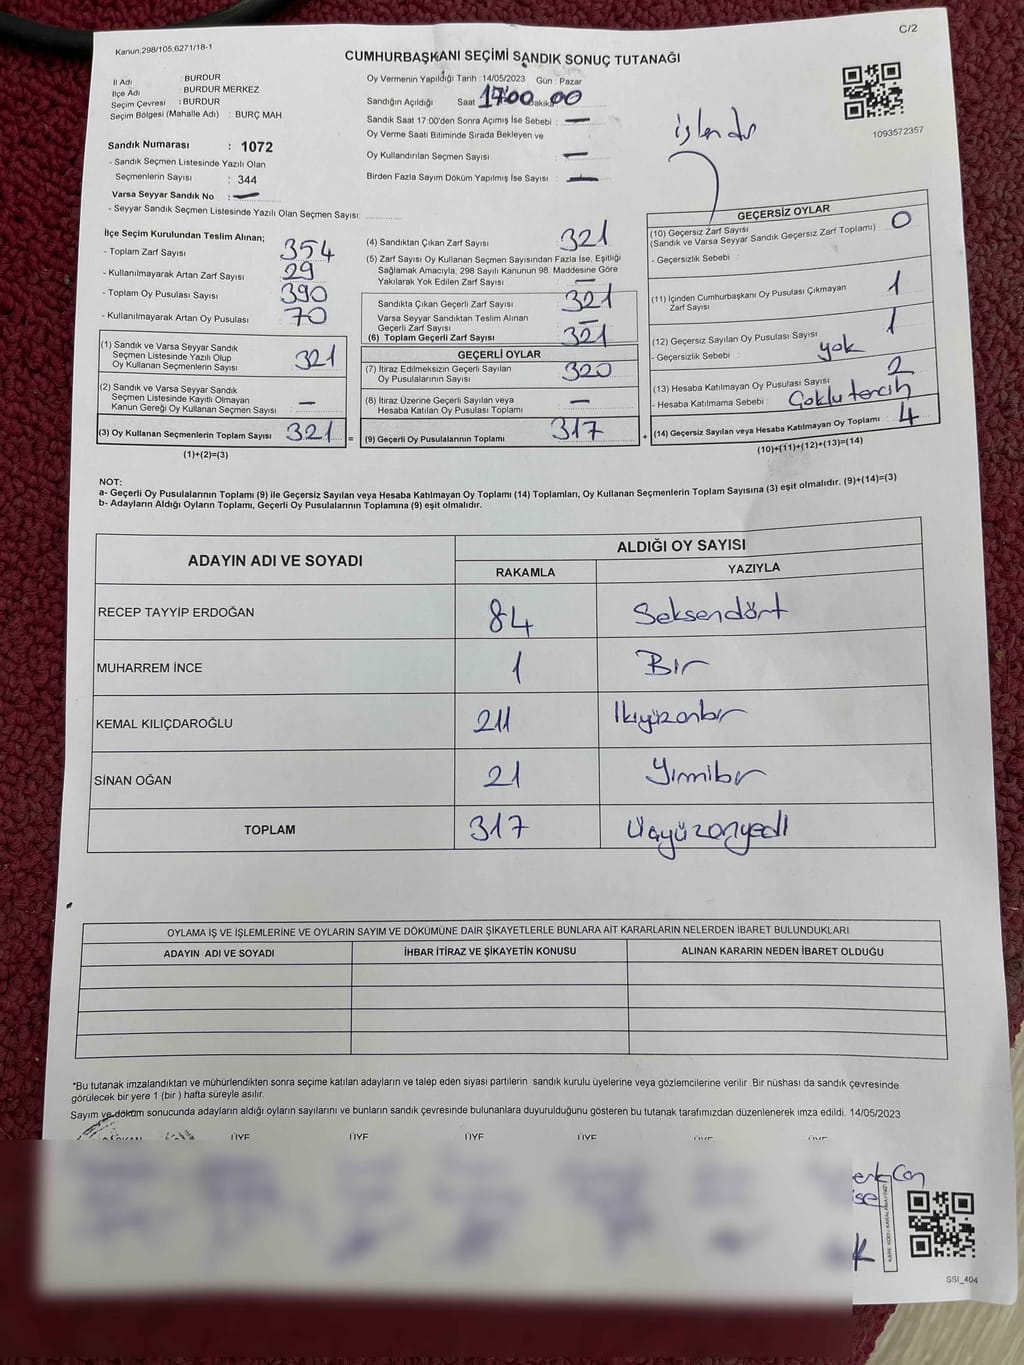 Kanun:298/105,6271/18-1
C/2
CUMHURBAŞKANI SEÇİMİ SANDIK SONUÇ TUTANAĞI
İl Adı : BURDUR
İlçe Adı : BURDUR MERKEZ
Seçim Çevresi : BURDUR
Seçim Bölgesi (Mahalle Adı) : BURÇ MAH.
Sandık Numarası : 1072
- Sandık Seçmen Listesinde Yazılı Olan
Seçmenlerin Sayısı : 344
Varsa Seyyar Sandık No : —
- Seyyar Sandık Seçmen Listesinde Yazılı Olan Seçmen Sayısı:
Oy Vermenin Yapıldığı Tarih : 14/05/2023 Gün : Pazar
Sandığın Açıldığı Saat 17:00 Dakika 00
Sandık Saat 17:00'den Sonra Açımış İse Sebebi : —
Oy Verme Saati Bitiminde Sırada Bekleyen ve
Oy Kullandırılan Seçmen Sayısı : —
Birden Fazla Sayım Döküm Yapılmış İse Sayısı : —
işlendi
1093572357
İlçe Seçim Kurulundan Teslim Alınan;
- Toplam Zarf Sayısı : 354
- Kullanılmayarak Artan Zarf Sayısı : 29
- Toplam Oy Pusulası Sayısı : 390
- Kullanılmayarak Artan Oy Pusulası : 70
(1) Sandık ve Varsa Seyyar Sandık
Seçmen Listesinde Yazılı Olup
Oy Kullanan Seçmenlerin Sayısı : 321
(2) Sandık ve Varsa Seyyar Sandık
Seçmen Listesinde Kayıtlı Olmayan
Kanun Gereği Oy Kullanan Seçmen Sayısı : —
(3) Oy Kullanan Seçmenlerin Toplam Sayısı : 321 =
(1)+(2)=(3)
(4) Sandıktan Çıkan Zarf Sayısı : 321
(5) Zarf Sayısı Oy Kullanan Seçmen Sayısından Fazla İse, Eşitliği
Sağlamak Amacıyla, 298 Sayılı Kanunun 98. Maddesine Göre
Yakılarak Yok Edilen Zarf Sayısı : —
Sandıkta Çıkan Geçerli Zarf Sayısı : 321
Varsa Seyyar Sandıktan Teslim Alınan
Geçerli Zarf Sayısı : —
(6) Toplam Geçerli Zarf Sayısı : 321
GEÇERLİ OYLAR
(7) İtiraz Edilmeksizin Geçerli Sayılan
Oy Pusulalarının Sayısı : 320
(8) İtiraz Üzerine Geçerli Sayılan veya
Hesaba Katılan Oy Pusulası Toplamı : —
(9) Geçerli Oy Pusulalarının Toplamı : 317 +
GEÇERSİZ OYLAR
(10) Geçersiz Zarf Sayısı
(Sandık ve Varsa Seyyar Sandık Geçersiz Zarf Toplamı) : 0
- Geçersizlik Sebebi :
(11) İçinden Cumhurbaşkanı Oy Pusulası Çıkmayan
Zarf Sayısı : 1
(12) Geçersiz Sayılan Oy Pusulası Sayısı : 1
- Geçersizlik Sebebi : yok
(13) Hesaba Katılmayan Oy Pusulası Sayısı : 2
- Hesaba Katılmama Sebebi : Çoklu tercih
(14) Geçersiz Sayılan veya Hesaba Katılmayan Oy Toplamı : 4
(10)+(11)+(12)+(13)=(14)
NOT:
a- Geçerli Oy Pusulalarının Toplamı (9) ile Geçersiz Sayılan veya Hesaba Katılmayan Oy Toplamı (14) Toplamları, Oy Kullanan Seçmenlerin Toplam Sayısına (3) eşit olmalıdır. (9)+(14)=(3)
b- Adayların Aldığı Oyların Toplamı, Geçerli Oy Pusulalarının Toplamına (9) eşit olmalıdır.
ADAYIN ADI VE SOYADI ALDIĞI OY SAYISI
RAKAMLA YAZIYLA
RECEP TAYYİP ERDOĞAN 84 Seksendört
MUHARREM İNCE 1 Bir
KEMAL KILIÇDAROĞLU 211 İkiyüzonbir
SİNAN OĞAN 21 Yirmibir
TOPLAM 317 Üçyüzonyedi
OYLAMA İŞ VE İŞLEMLERİNE VE OYLARIN SAYIM VE DÖKÜMÜNE DAİR ŞİKAYETLERLE BUNLARA AİT KARARLARIN NELERDEN İBARET BULUNDUKLARI
ADAYIN ADI VE SOYADI İHBAR İTİRAZ VE ŞİKAYETİN KONUSU ALINAN KARARIN NEDEN İBARET OLDUĞU
*Bu tutanak imzalandıktan ve mühürlendikten sonra seçime katılan adayların ve talep eden siyasi partilerin sandık kurulu üyelerine veya gözlemcilerine verilir .Bir nüshası da sandık çevresinde
görülecek bir yere 1 (bir ) hafta süreyle asılır.
Sayım ve döküm sonucunda adayların aldığı oyların sayılarını ve bunların sandık çevresinde bulunanlara duyurulduğunu gösteren bu tutanak tarafımızdan düzenlenerek imza edildi. 14/05/2023
ÜYE ÜYE ÜYE ÜYE ÜYE ÜYE
SSI_404